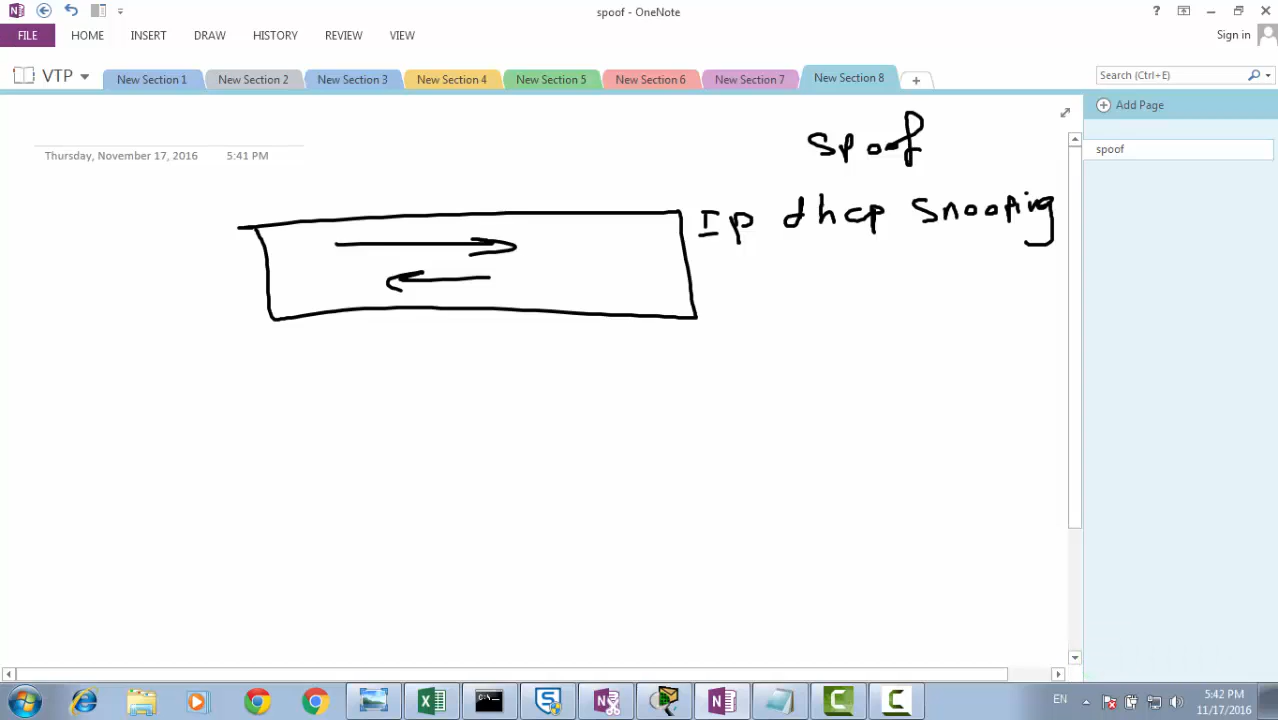 spoof - OneNote
Sign in
FILE HOME INSERT DRAW HISTORY REVIEW VIEW
VTP New Section 1 New Section 2 New Section 3 New Section 4 New Section 5 New Section 6 New Section 7 New Section 8 Search (Ctrl+E)
Add Page
spoof
Thursday, November 17, 2016 5:41 PM
spoof
Ip dhcp Snooping
EN 5:42 PM
11/17/2016